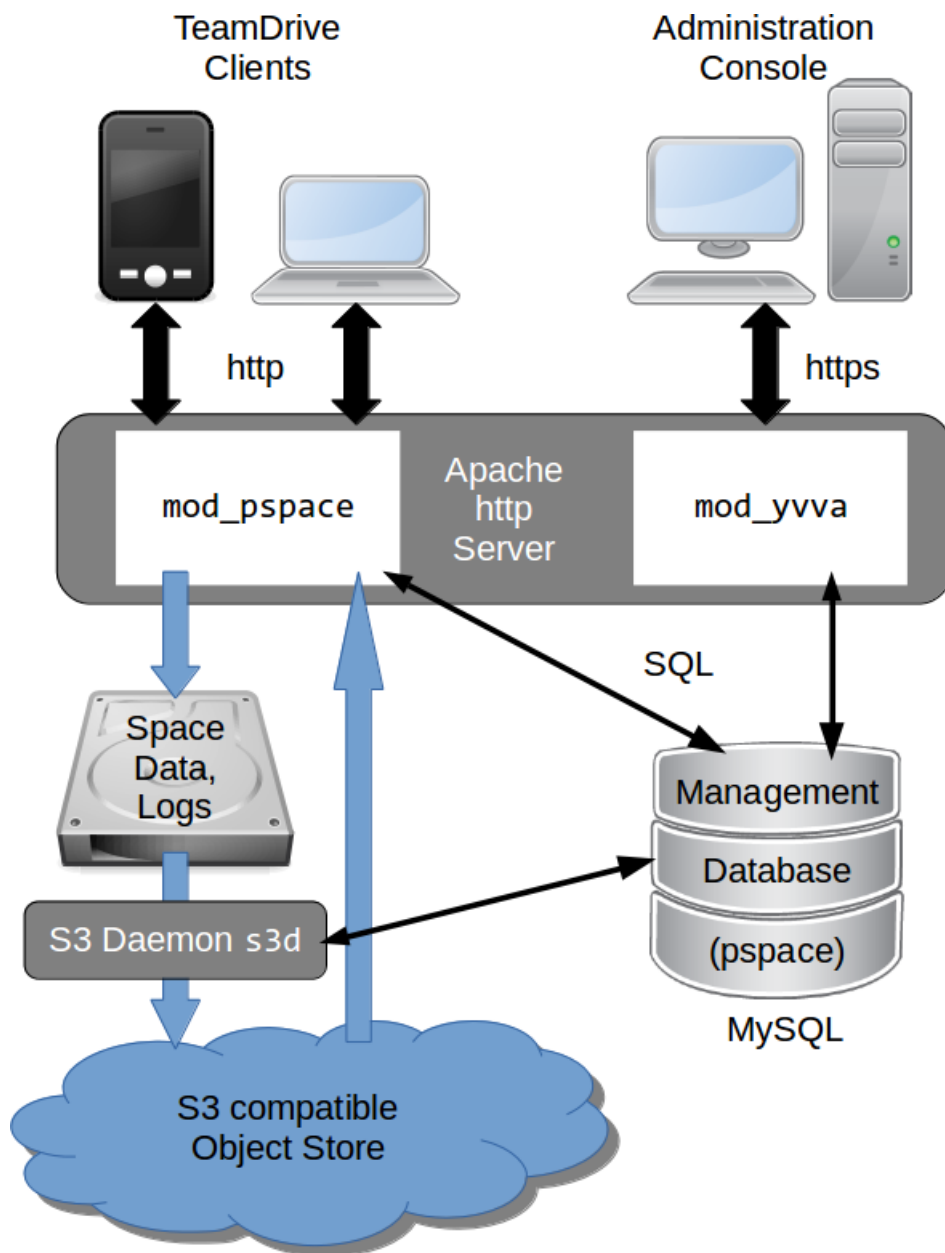 TeamDrive
Clients
Administration
Console
http
https
mod_pspace
Apache
http
Server
mod_yvva
SQL
Space
Data,
Logs
Management
Database
(pspace)
MySQL
S3 Daemon s3d
S3 compatible
Object Store